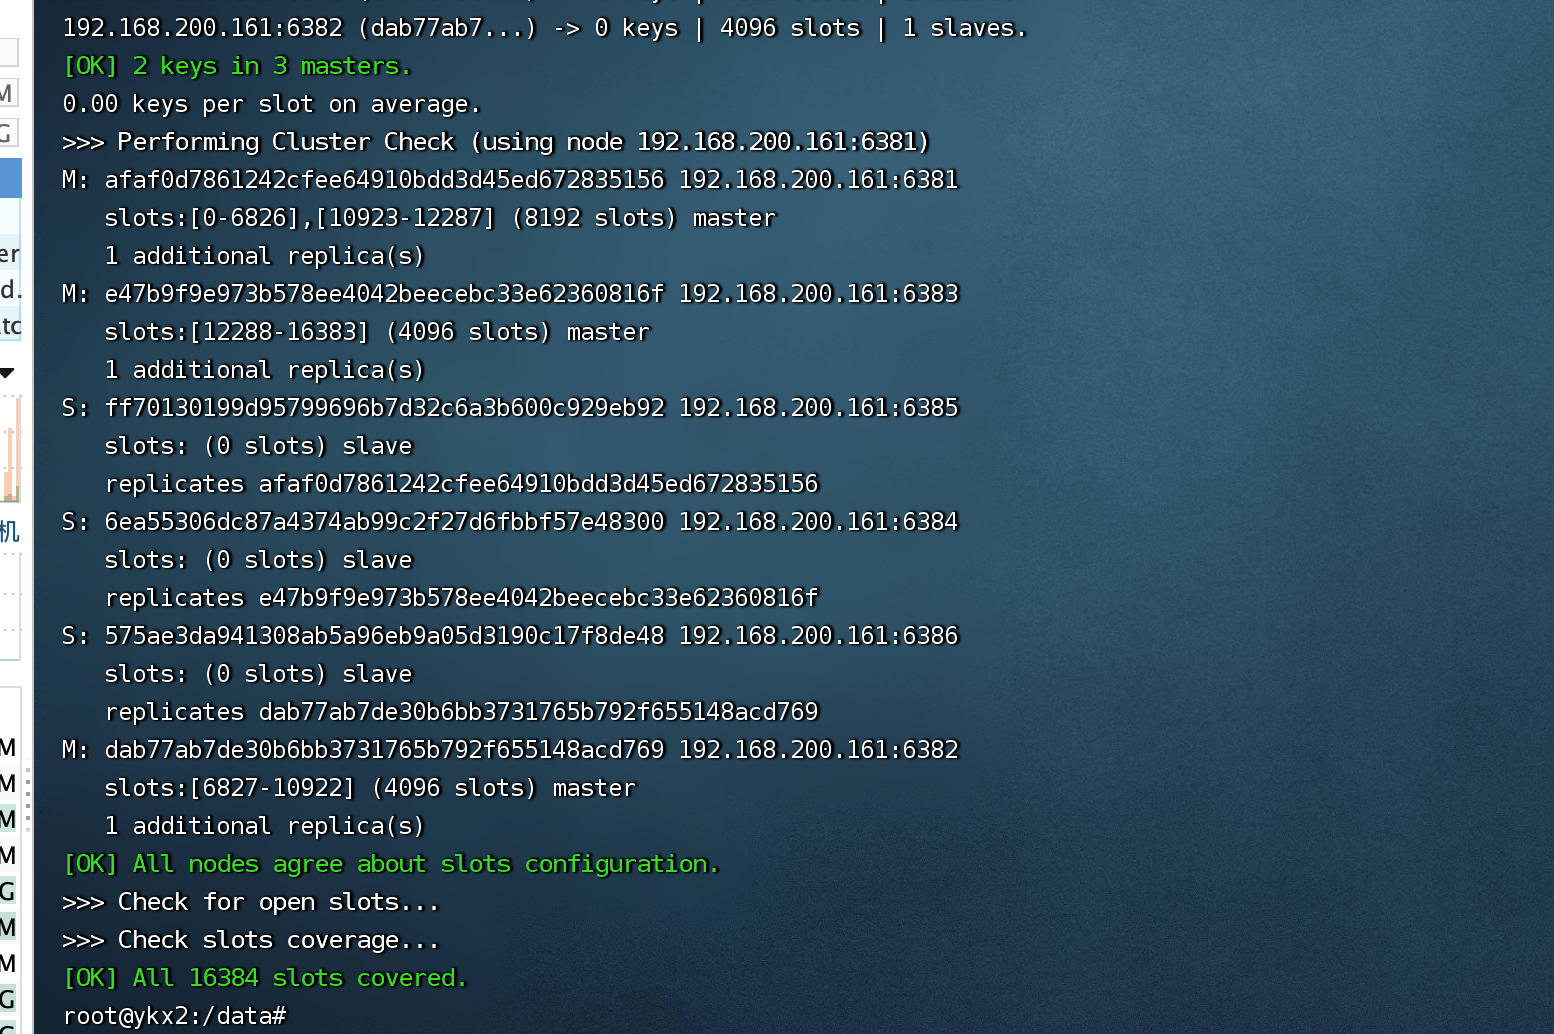 192.168.200.161:6382 (dab77ab7...) -> 0 keys | 4096 slots | 1 slaves.
[OK] 2 keys in 3 masters.
0.00 keys per slot on average.
>>> Performing Cluster Check (using node 192.168.200.161:6381)
M: afaf0d7861242cfee64910bdd3d45ed672835156 192.168.200.161:6381
slots:[0-6826],[10923-12287] (8192 slots) master
1 additional replica(s)
M: e47b9f9e973b578ee4042beecebc33e62360816f 192.168.200.161:6383
slots:[12288-16383] (4096 slots) master
1 additional replica(s)
S: ff70130199d95799696b7d32c6a3b600c929eb92 192.168.200.161:6385
slots: (0 slots) slave
replicates afaf0d7861242cfee64910bdd3d45ed672835156
S: 6ea55306dc87a4374ab99c2f27d6fbbf57e48300 192.168.200.161:6384
slots: (0 slots) slave
replicates e47b9f9e973b578ee4042beecebc33e62360816f
S: 575ae3da941308ab5a96eb9a05d3190c17f8de48 192.168.200.161:6386
slots: (0 slots) slave
replicates dab77ab7de30b6bb3731765b792f655148acd769
M: dab77ab7de30b6bb3731765b792f655148acd769 192.168.200.161:6382
slots:[6827-10922] (4096 slots) master
1 additional replica(s)
[OK] All nodes agree about slots configuration.
>>> Check for open slots...
>>> Check slots coverage...
[OK] All 16384 slots covered.
root@ykx2:/data#